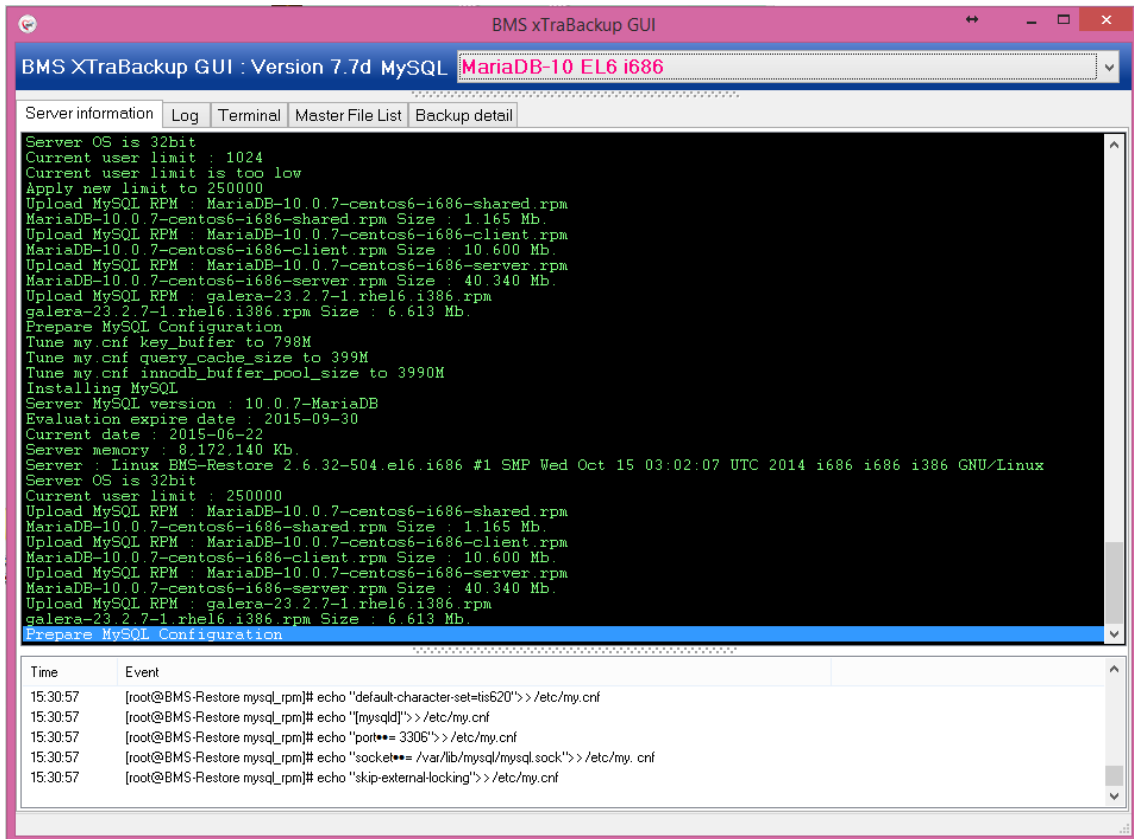 BMS xTraBackup GUI
BMS XTraBackup GUI : Version 7.7d MySQL MariaDB-10 EL6 i686
Server information Log Terminal Master File List Backup detail
Server OS is 32bit
Current user limit : 1024
Current user limit is too low
Apply new limit to 250000
Upload MySQL RPM : MariaDB-10.0.7-centos6-i686-shared.rpm
MariaDB-10.0.7-centos6-i686-shared.rpm Size : 1.165 Mb.
Upload MySQL RPM : MariaDB-10.0.7-centos6-i686-client.rpm
MariaDB-10.0.7-centos6-i686-client.rpm Size : 10.600 Mb.
Upload MySQL RPM : MariaDB-10.0.7-centos6-i686-server.rpm
MariaDB-10.0.7-centos6-i686-server.rpm Size : 40.340 Mb.
Upload MySQL RPM : galera-23.2.7-1.rhel6.i386.rpm
galera-23.2.7-1.rhel6.i386.rpm Size : 6.613 Mb.
Prepare MySQL Configuration
Tune my.cnf key_buffer to 798M
Tune my.cnf query_cache_size to 399M
Tune my.cnf innodb_buffer_pool_size to 3990M
Installing MySQL
Server MySQL version : 10.0.7-MariaDB
Evaluation expire date : 2015-09-30
Current date : 2015-06-22
Server memory : 8,172,140 Kb.
Server : Linux BMS-Restore 2.6.32-504.el6.i686 #1 SMP Wed Oct 15 03:02:07 UTC 2014 i686 i686 i386 GNU/Linux
Server OS is 32bit
Current user limit : 250000
Upload MySQL RPM : MariaDB-10.0.7-centos6-i686-shared.rpm
MariaDB-10.0.7-centos6-i686-shared.rpm Size : 1.165 Mb.
Upload MySQL RPM : MariaDB-10.0.7-centos6-i686-client.rpm
MariaDB-10.0.7-centos6-i686-client.rpm Size : 10.600 Mb.
Upload MySQL RPM : MariaDB-10.0.7-centos6-i686-server.rpm
MariaDB-10.0.7-centos6-i686-server.rpm Size : 40.340 Mb.
Upload MySQL RPM : galera-23.2.7-1.rhel6.i386.rpm
galera-23.2.7-1.rhel6.i386.rpm Size : 6.613 Mb.
Prepare MySQL Configuration
Time Event
15:30:57 [root@BMS-Restore mysql_rpm]# echo "default-character-set=tis620">>/etc/my.cnf
15:30:57 [root@BMS-Restore mysql_rpm]# echo "[mysqld]">>/etc/my.cnf
15:30:57 [root@BMS-Restore mysql_rpm]# echo "port••= 3306">>/etc/my.cnf
15:30:57 [root@BMS-Restore mysql_rpm]# echo "socket••= /var/lib/mysql/mysql.sock">>/etc/my. cnf
15:30:57 [root@BMS-Restore mysql_rpm]# echo "skip-external-locking">>/etc/my.cnf